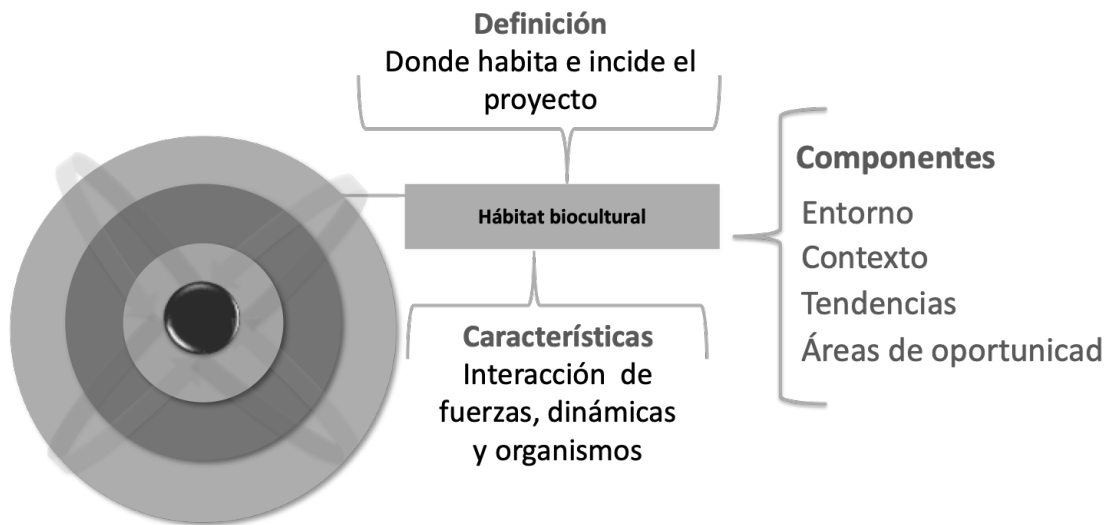 Definición
Donde habita e incide el
proyecto
Hábitat biocultural
Componentes
Entorno
Contexto
Tendencias
Áreas de oportunicad
Características
Interacción de
fuerzas, dinámicas
y organismos